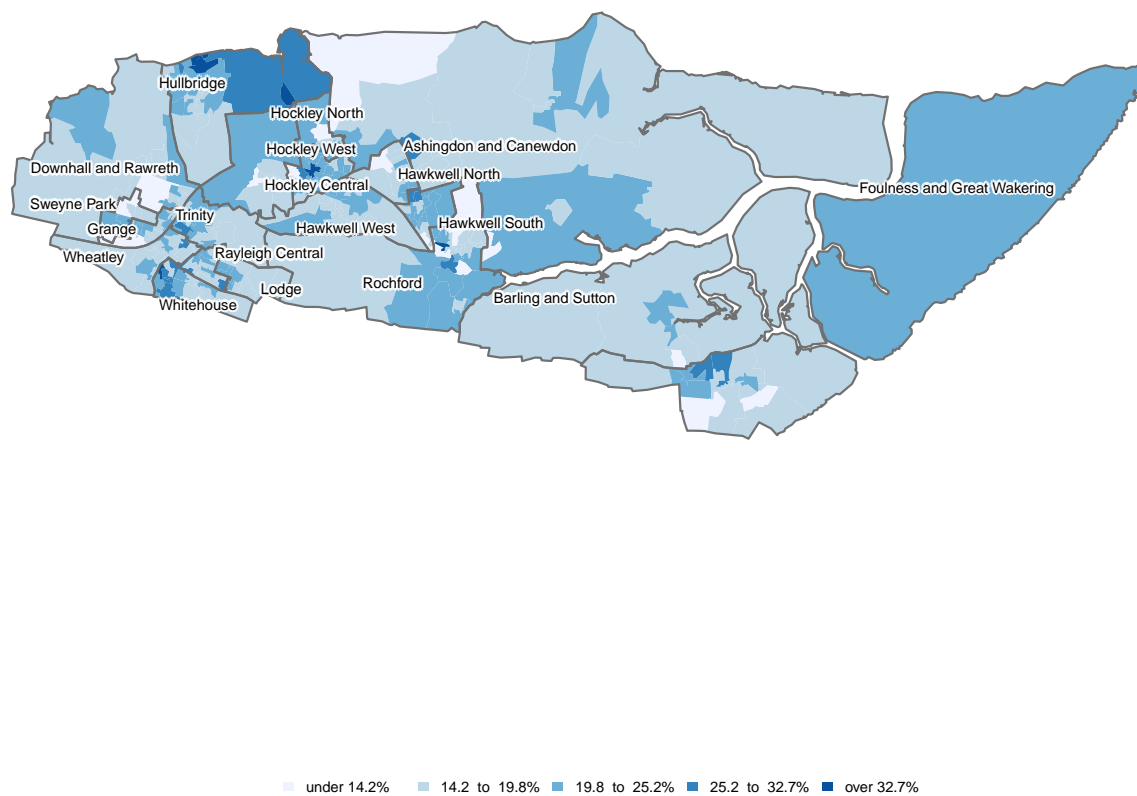 Hullbridge
Hockley North
Hockley West
Ashingdon and Canewdon
Downhall and Rawreth
Hawkwell North
Hockley Central
Foulness and Great Wakering
Sweyne Park
Trinity
Grange
Hawkwell South
Hawkwell West
Wheatley
Rayleigh Central
Rochford
Lodge
Barling and Sutton
Whitehouse
under 14.2% 14.2 to 19.8% 19.8 to 25.2% 25.2 to 32.7% over 32.7%